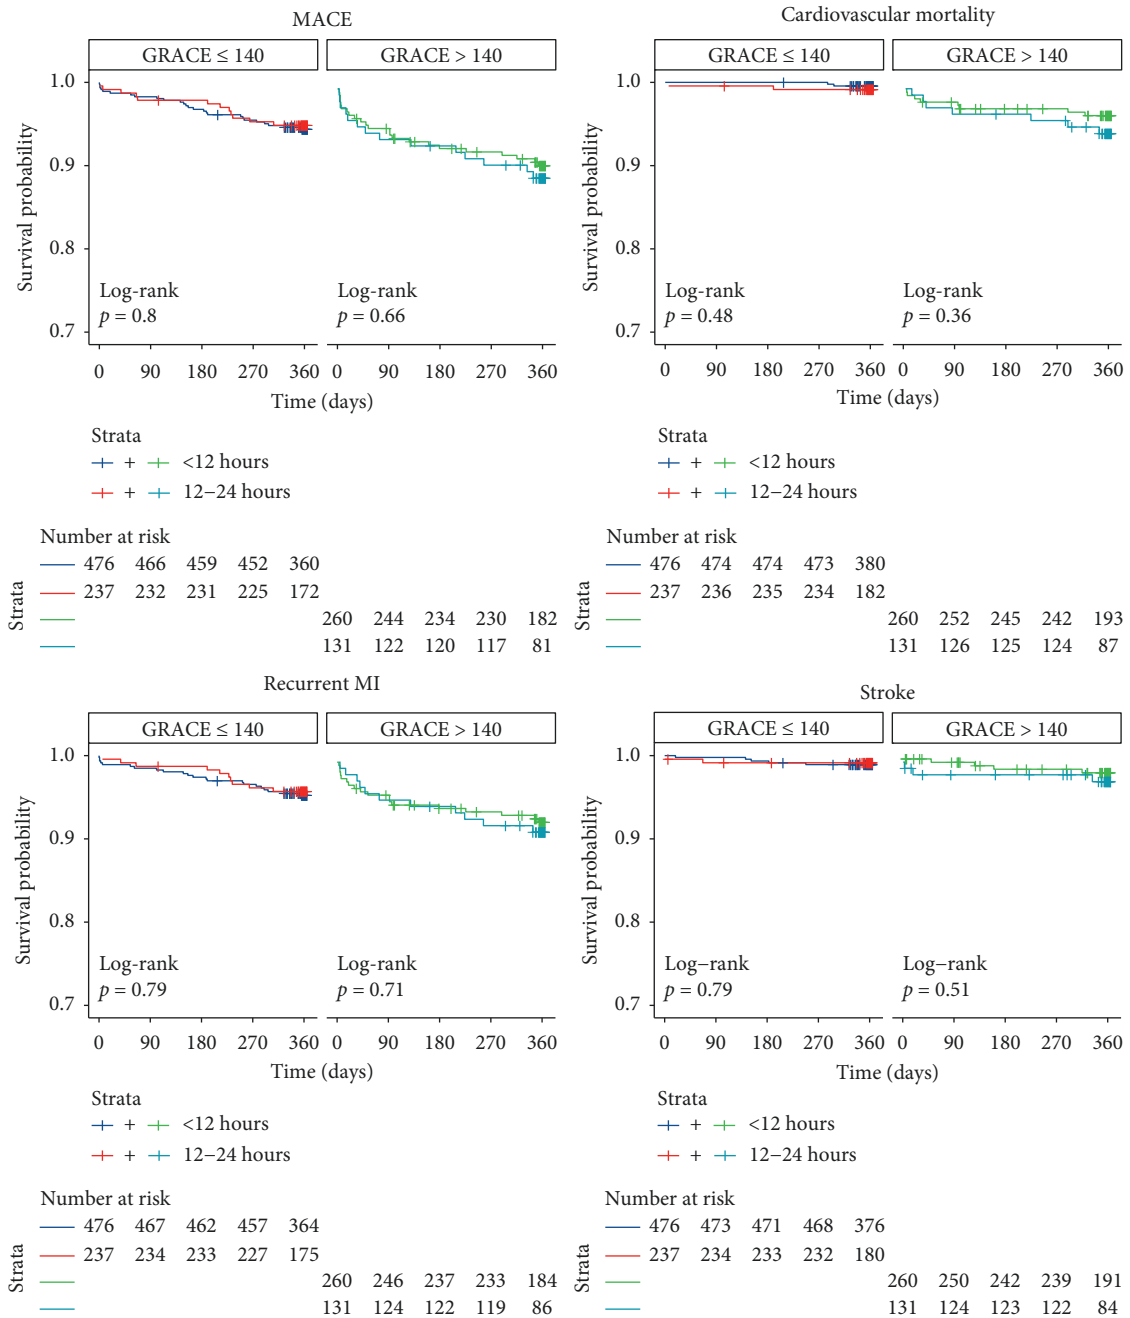 MACE
GRACE ≤ 140 GRACE > 140
Survival probability
1.0
0.9
0.8
0.7
Log-rank
p = 0.8
Log-rank
p = 0.66
0 90 180 270 360 0 90 180 270 360
Time (days)
Strata
+ <12 hours
+ 12−24 hours
Number at risk
Strata
476 466 459 452 360
237 232 231 225 172
260 244 234 230 182
131 122 120 117 81
Cardiovascular mortality
GRACE ≤ 140 GRACE > 140
Survival probability
1.0
0.9
0.8
0.7
Log-rank
p = 0.48
Log-rank
p = 0.36
0 90 180 270 360 0 90 180 270 360
Time (days)
Strata
+ <12 hours
+ 12−24 hours
Number at risk
Strata
476 474 474 473 380
237 236 235 234 182
260 252 245 242 193
131 126 125 124 87
Recurrent MI
GRACE ≤ 140 GRACE > 140
Survival probability
1.0
0.9
0.8
0.7
Log-rank
p = 0.79
Log-rank
p = 0.71
0 90 180 270 360 0 90 180 270 360
Time (days)
Strata
+ <12 hours
+ 12−24 hours
Number at risk
Strata
476 467 462 457 364
237 234 233 227 175
260 246 237 233 184
131 124 122 119 86
Stroke
GRACE ≤ 140 GRACE > 140
Survival probability
1.0
0.9
0.8
0.7
Log−rank
p = 0.79
Log−rank
p = 0.51
0 90 180 270 360 0 90 180 270 360
Time (days)
Strata
+ <12 hours
+ 12−24 hours
Number at risk
Strata
476 473 471 468 376
237 234 233 232 180
260 250 242 239 191
131 124 123 122 84